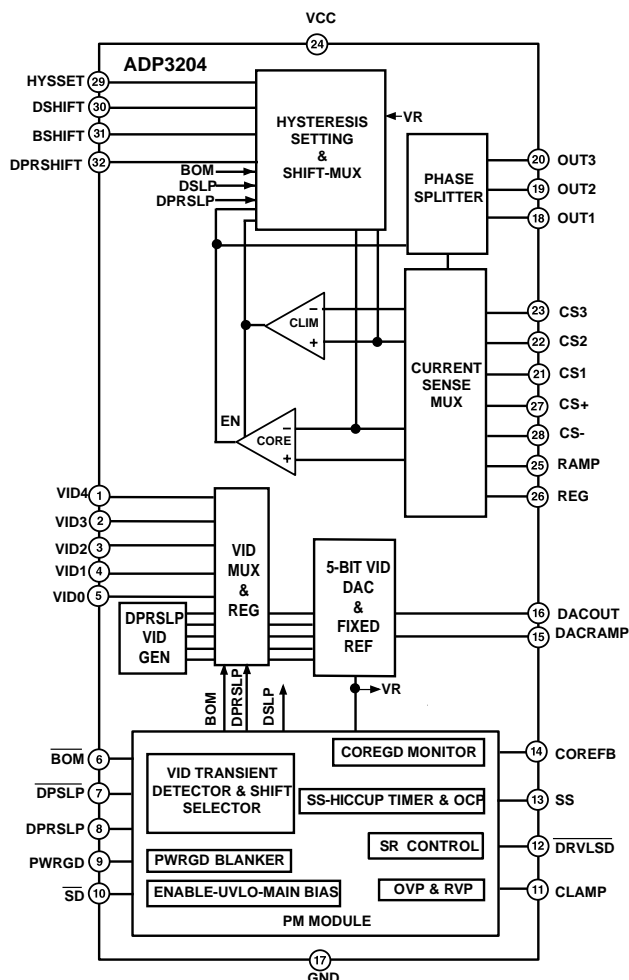 VCC
24
ADP3204
HYSSET 29
DSHIFT 30
BSHIFT 31
DPRSHIFT 32
HYSTERESIS
SETTING
&
SHIFT-MUX
VR
BOM
DSLP
DPRSLP
PHASE
SPLITTER
20 OUT3
19 OUT2
18 OUT1
CLIM
−
+
EN
CORE
−
+
CURRENT
SENSE
MUX
23 CS3
22 CS2
21 CS1
27 CS+
28 CS-
25 RAMP
26 REG
VID4 1
VID3 2
VID2 3
VID1 4
VID0 5
VID
MUX
&
REG
DPRSLP
VID
GEN
5-BIT VID
DAC
&
FIXED
REF
16 DACOUT
15 DACRAMP
BOM
DPRSLP
DSLP
VR
BOM 6
DPSLP 7
DPRSLP 8
PWRGD 9
SD 10
COREGD MONITOR
VID TRANSIENT
DETECTOR & SHIFT
SELECTOR
SS-HICCUP TIMER & OCP
SR CONTROL
PWRGD BLANKER
ENABLE-UVLO-MAIN BIAS
OVP & RVP
PM MODULE
14 COREFB
13 SS
12 DRVLSD
11 CLAMP
17
GND